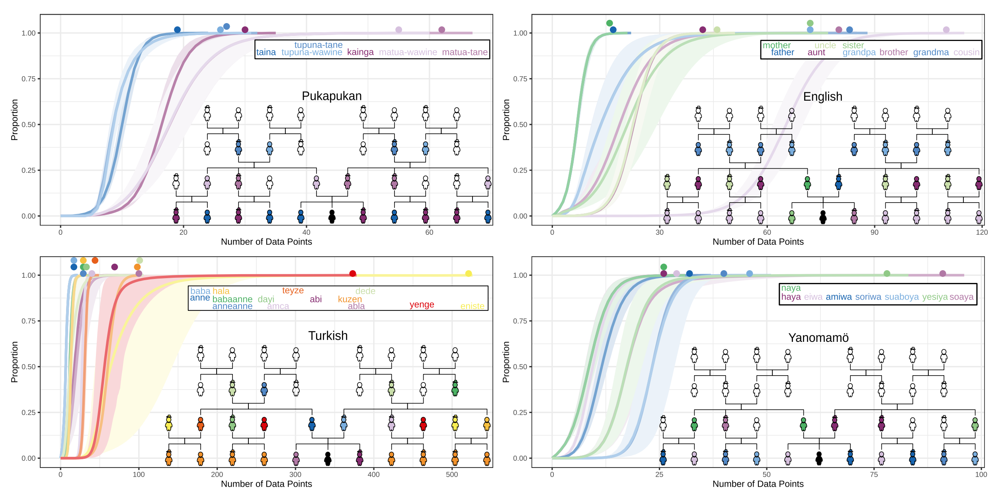 1.00
0.75
0.50
0.25
0.00
Proportion
0 20 40 60
Number of Data Points
tupuna-tane
taina tupuna-wawine kainga matua-wawine matua-tane
Pukapukan
1.00
0.75
0.50
0.25
0.00
Proportion
0 30 60 90 120
Number of Data Points
mother uncle sister
father aunt grandpa brother grandma cousin
English
1.00
0.75
0.50
0.25
0.00
Proportion
0 100 200 300 400 500
Number of Data Points
baba hala teyze dede
anne babaanne dayi abi kuzen
anneanne amca abla yenge eniste
Turkish
1.00
0.75
0.50
0.25
0.00
Proportion
0 25 50 75 100
Number of Data Points
naya
haya eiwa amiwa soriwa suaboya yesiya soaya
Yanomamö